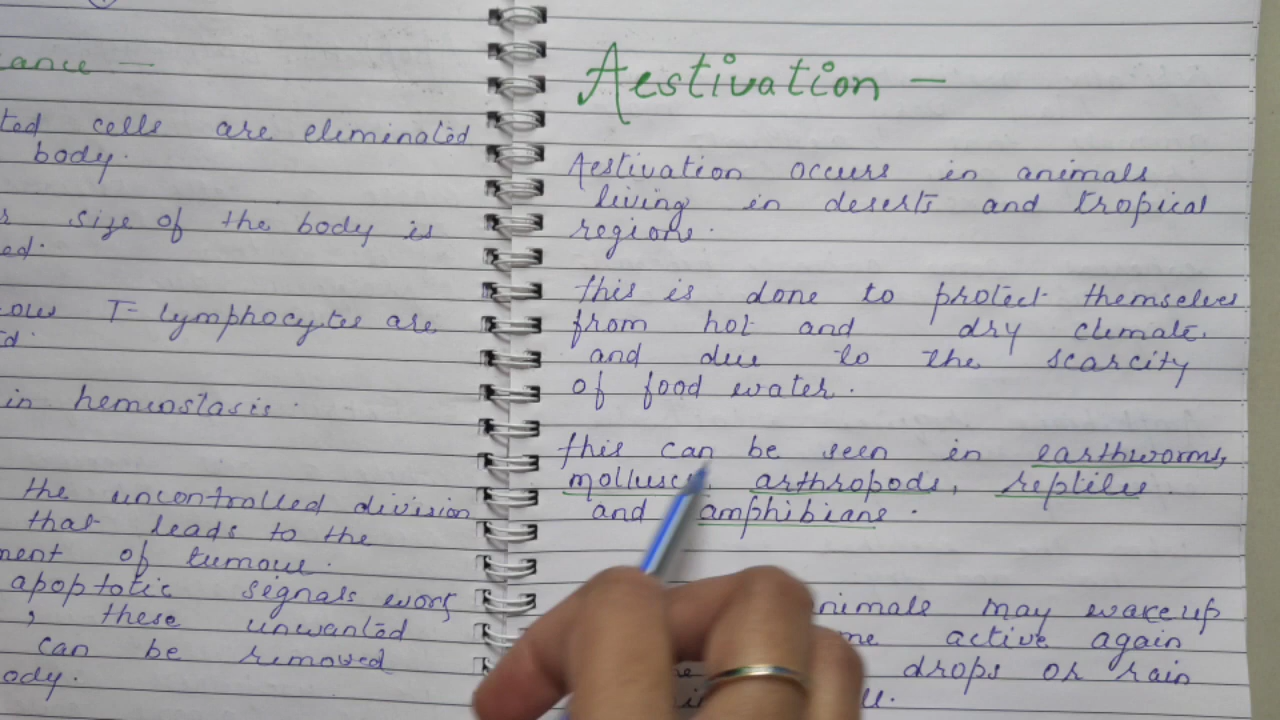 ance —
ted cells are eliminated
body.
size of the body is
ed.
T- lymphocytes are
d.
in hemostasis.
the uncontrolled division
that leads to the
ment of tumour.
apoptotic signals work
, these unwanted
can be removed
ody.
Aestivation —
Aestivation occurs in animals
living in deserts and tropical
regions.
this is done to protect themselves
from hot and dry climate.
and due to the scarcity
of food water.
this can be seen in earthworms,
molluscs, arthropods, reptiles
and amphibians.
nimals may wake up
me active again
drops or rain